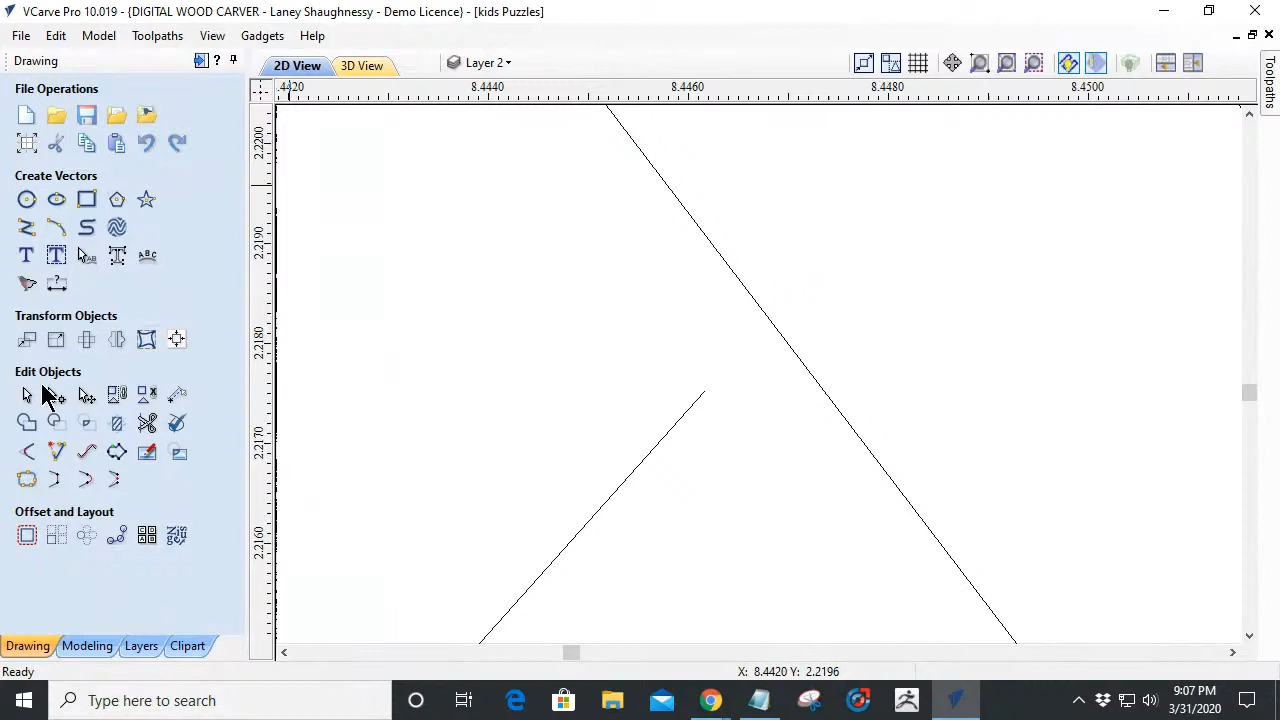 VCarve Pro 10.019 - {DIGITAL WOOD CARVER - Laney Shaughnessy - Demo Licence} - [kids Puzzles]
File Edit Model Toolpaths View Gadgets Help
Drawing
2D View 3D View Layer 2
Toolpaths
File Operations
8.4420 8.4440 8.4460 8.4480 8.4500
2.2200
2.2190
2.2180
2.2170
2.2160
Create Vectors
ABC
Transform Objects
Edit Objects
Offset and Layout
Drawing Modeling Layers Clipart
Ready X: 8.4420 Y: 2.2196
Type here to search
9:07 PM
3/31/2020